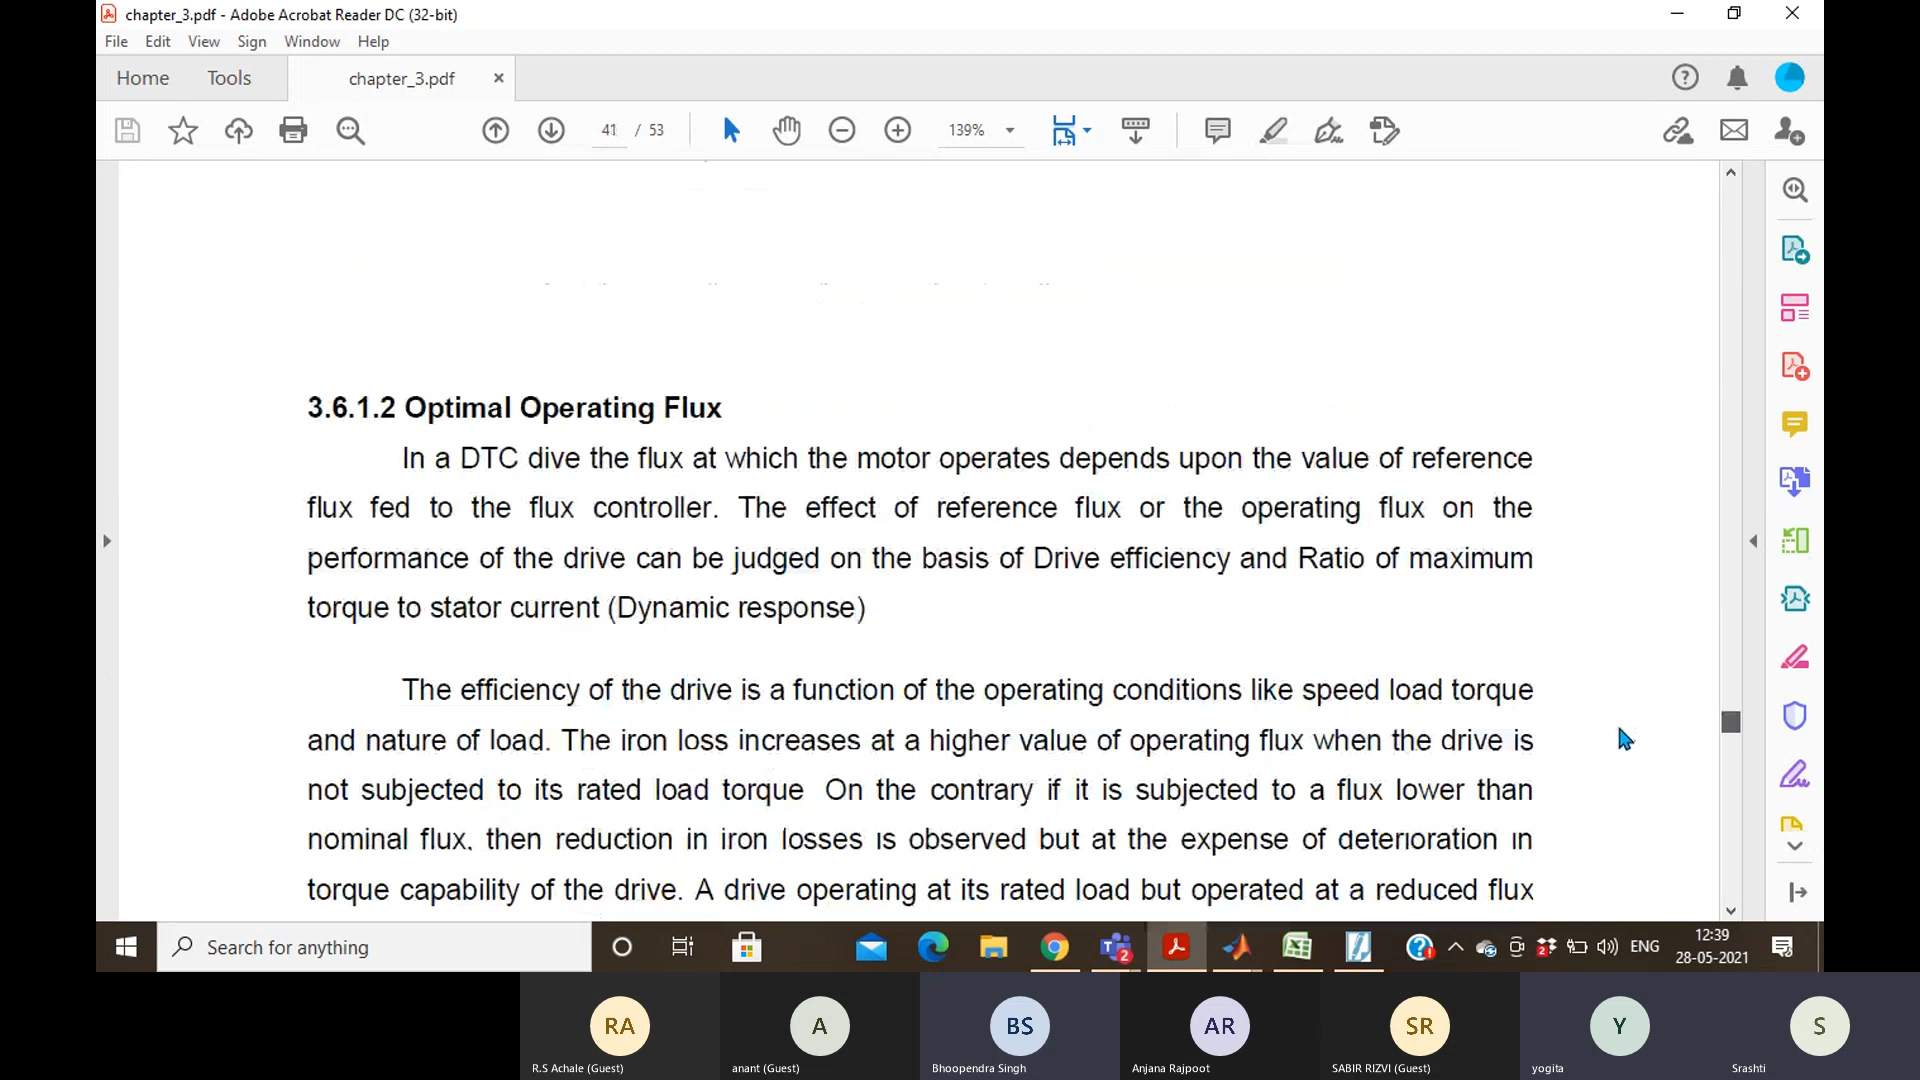 chapter_3.pdf - Adobe Acrobat Reader DC (32-bit)
File Edit View Sign Window Help
Home Tools chapter_3.pdf
41 / 53 139%
3.6.1.2 Optimal Operating Flux
In a DTC dive the flux at which the motor operates depends upon the value of reference
flux fed to the flux controller. The effect of reference flux or the operating flux on the
performance of the drive can be judged on the basis of Drive efficiency and Ratio of maximum
torque to stator current (Dynamic response)
The efficiency of the drive is a function of the operating conditions like speed load torque
and nature of load. The iron loss increases at a higher value of operating flux when the drive is
not subjected to its rated load torque On the contrary if it is subjected to a flux lower than
nominal flux, then reduction in iron losses is observed but at the expense of deterioration in
torque capability of the drive. A drive operating at its rated load but operated at a reduced flux
Search for anything
2
2
ENG
12:39
28-05-2021
RA A BS AR SR Y S
R.S Achale (Guest) anant (Guest) Bhoopendra Singh Anjana Rajpoot SABIR RIZVI (Guest) yogita Srashti